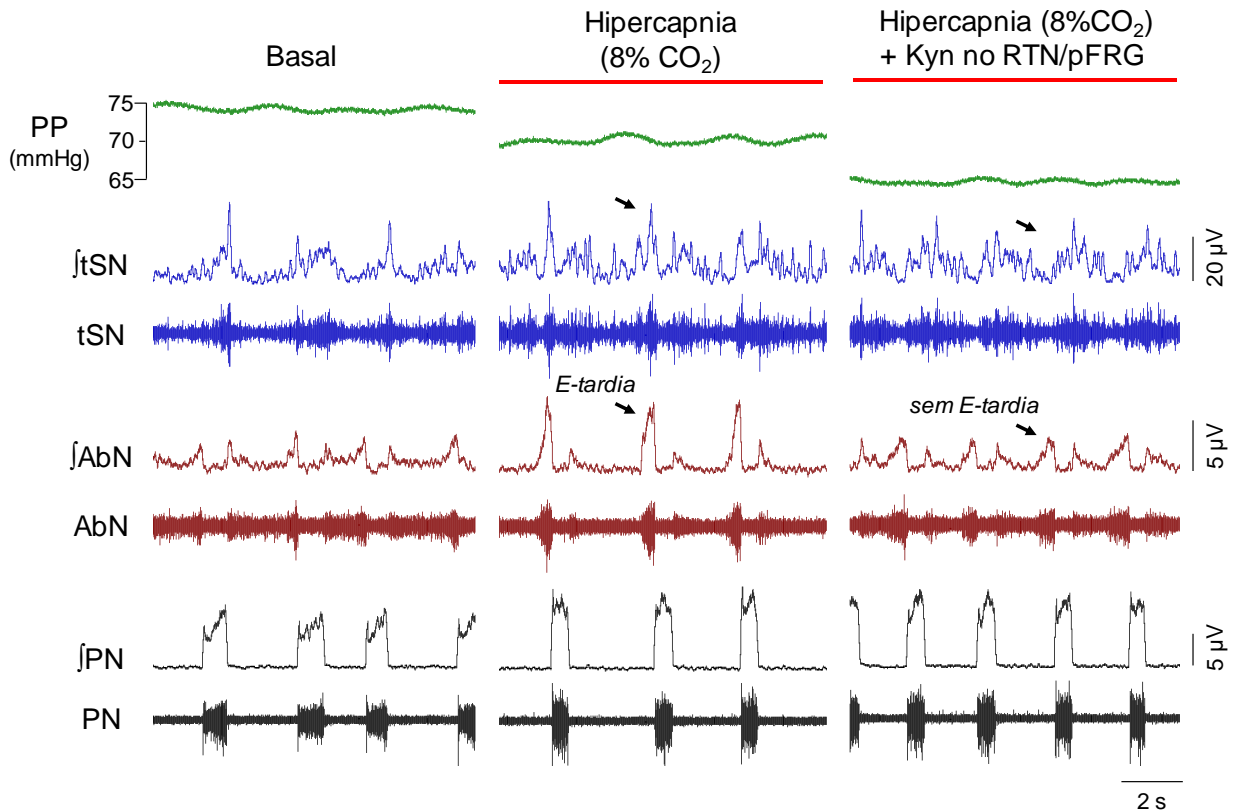 Basal
Hipercapnia
(8% CO₂)
Hipercapnia (8%CO₂)
+ Kyn no RTN/pFRG
PP
(mmHg)
75
70
65
∫tSN
20 µV
tSN
E-tardia
sem E-tardia
∫AbN
5 µV
AbN
∫PN
5 µV
PN
2 s